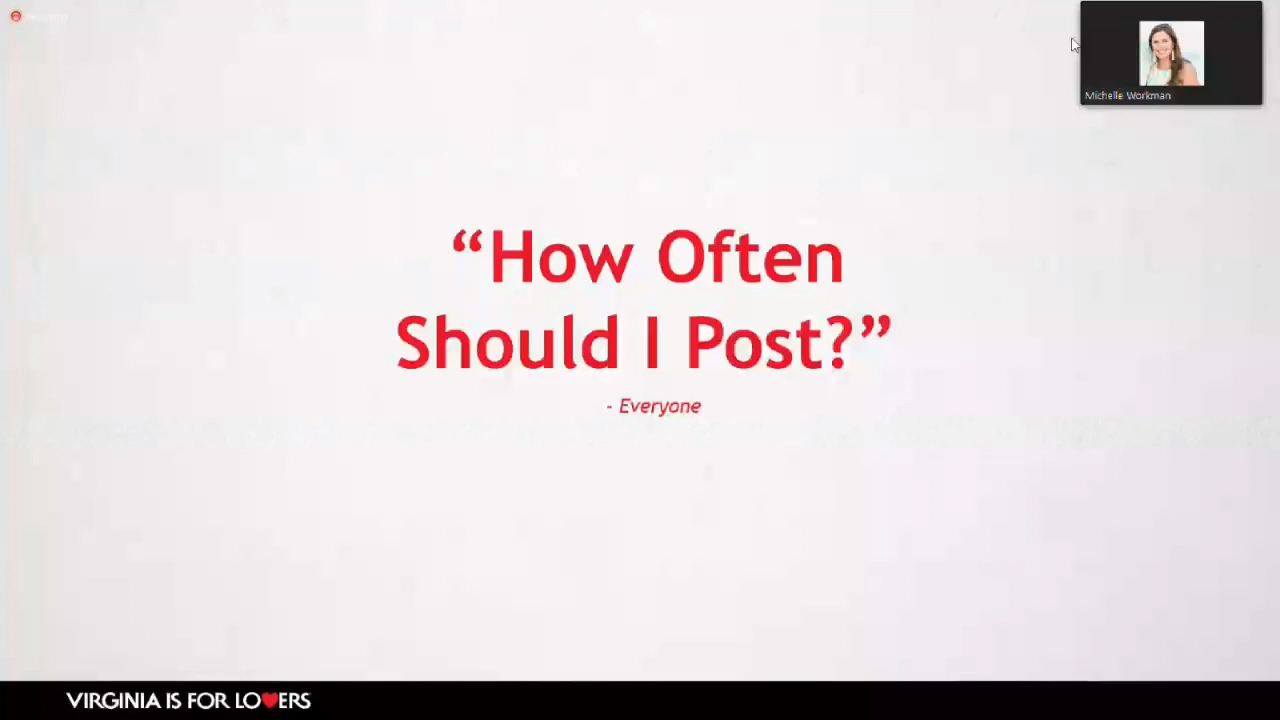 Michelle Workman
“How Often
Should I Post?”
- Everyone
VIRGINIA IS FOR LOVERS